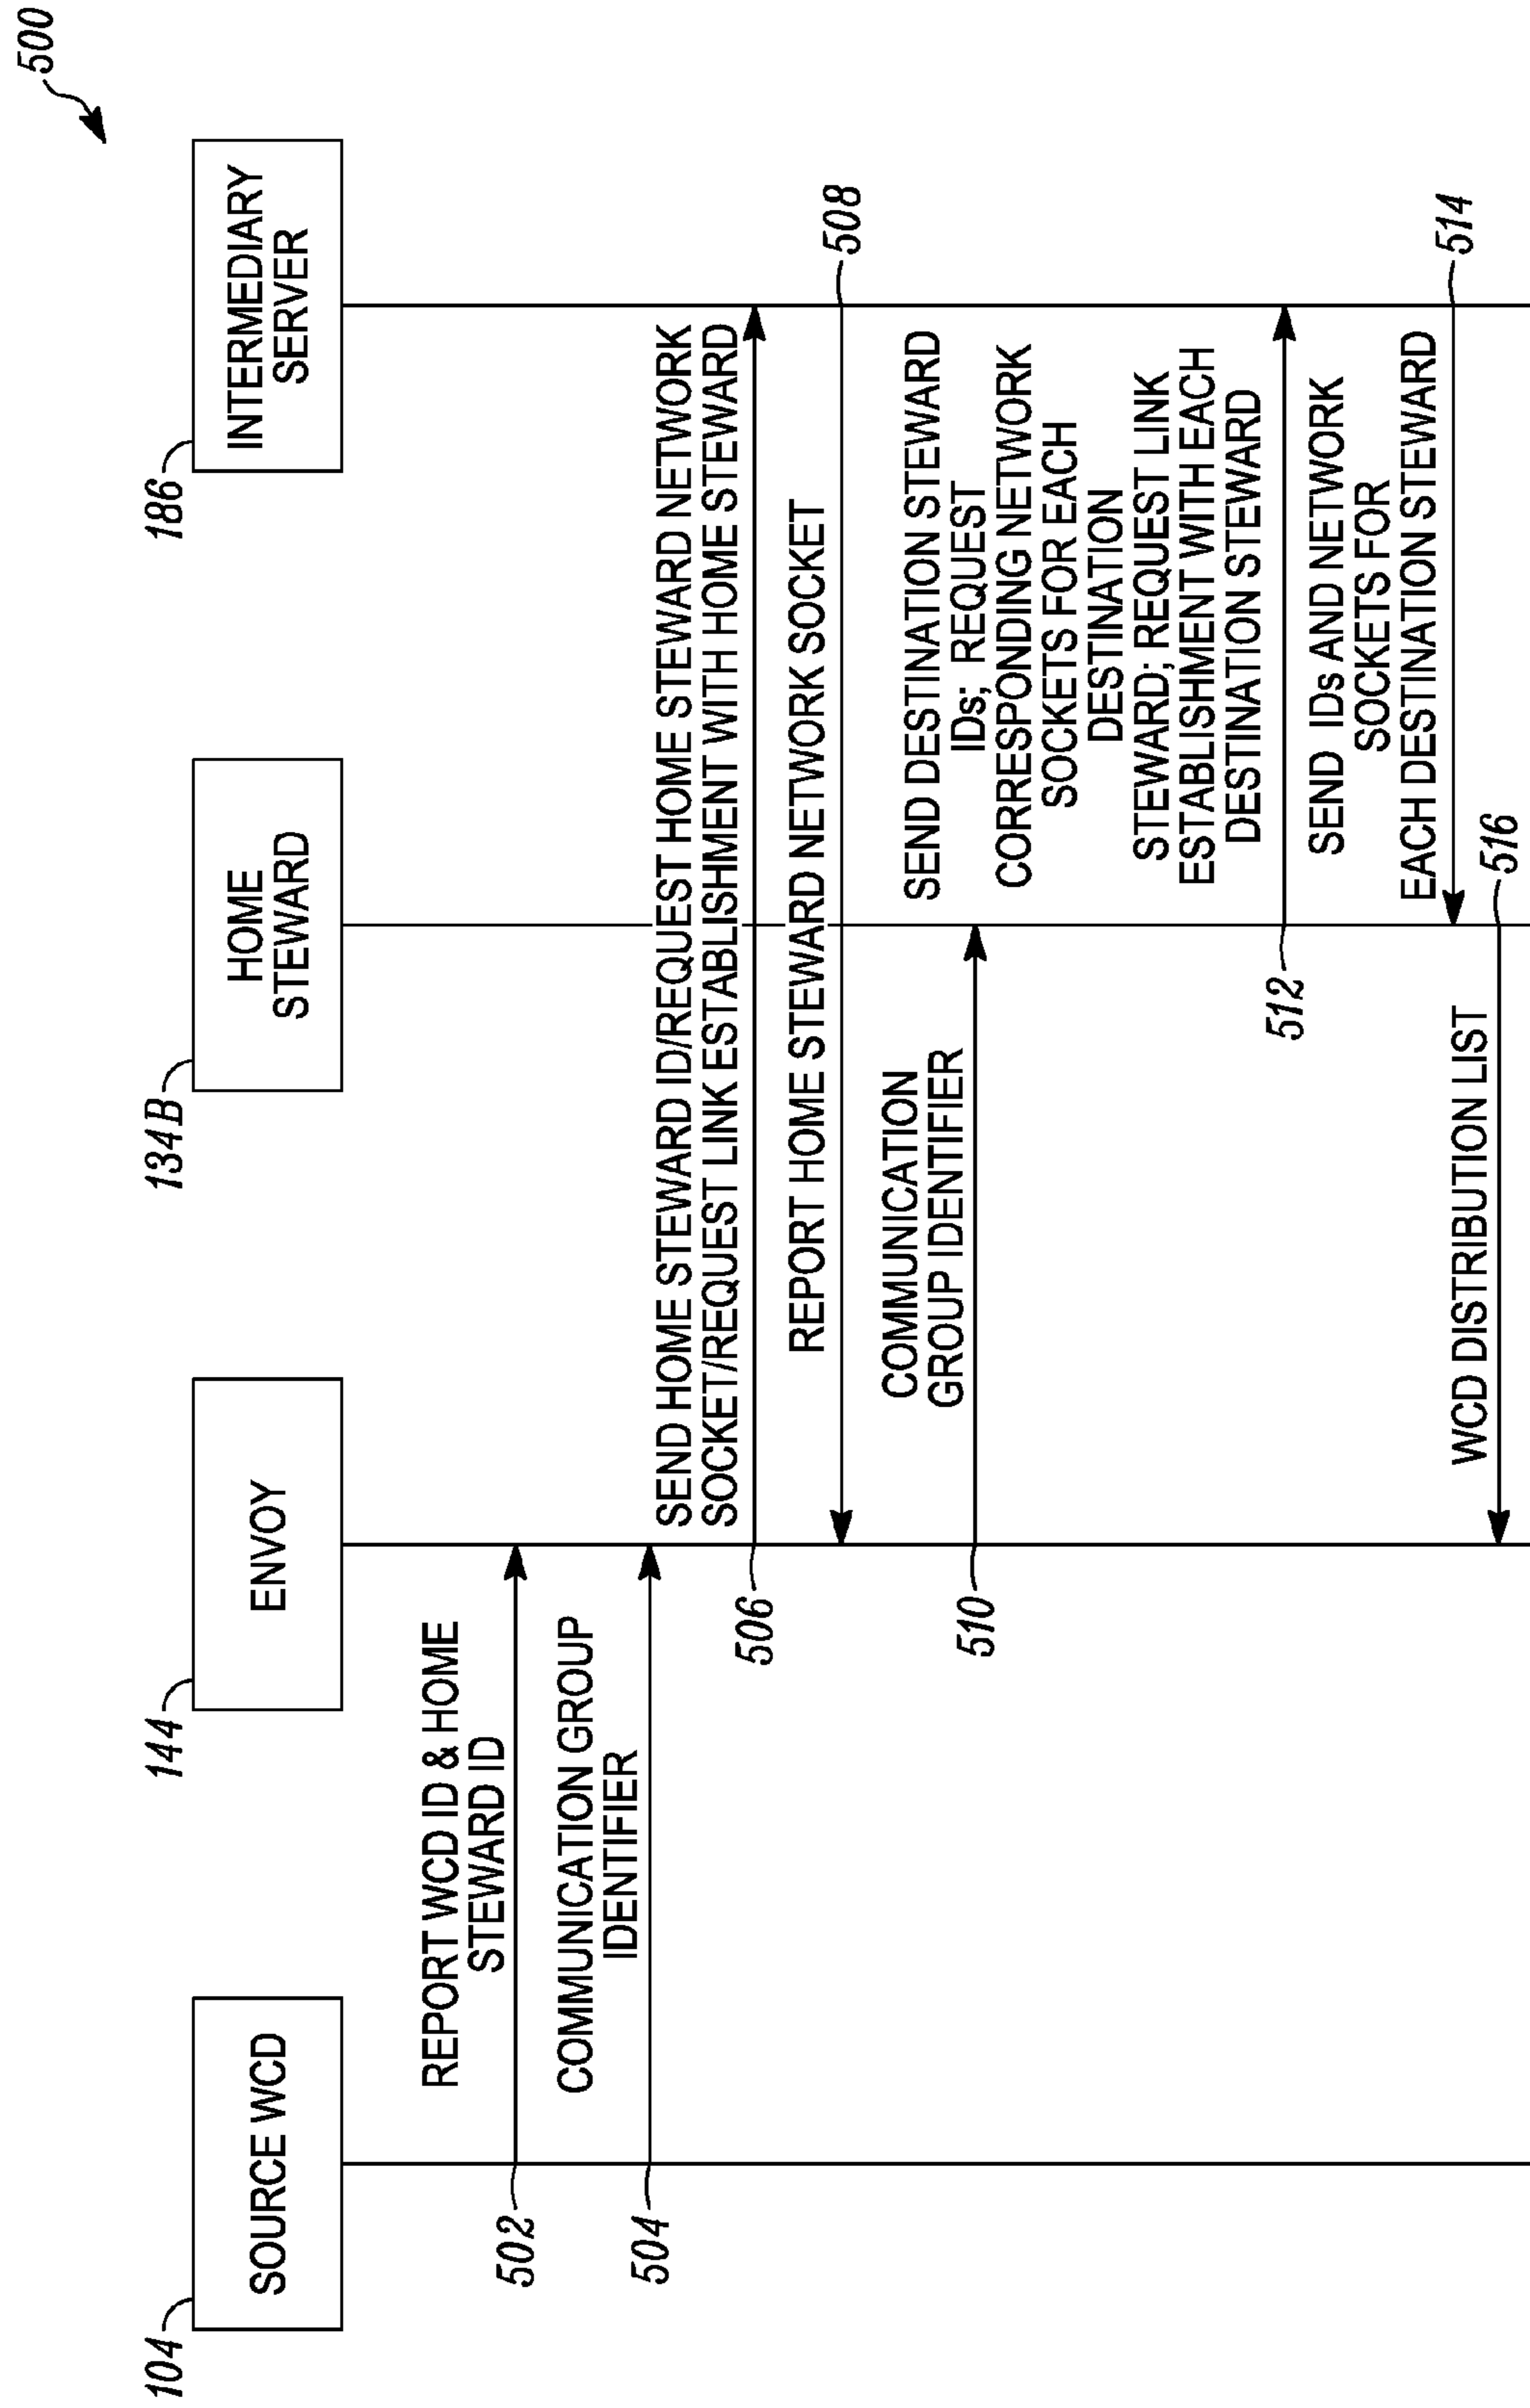 500
104
SOURCE WCD
144
ENVOY
134B
HOME
STEWARD
186
INTERMEDIARY
SERVER
REPORT WCD ID & HOME
STEWARD ID
502
COMMUNICATION GROUP
IDENTIFIER
504
SEND HOME STEWARD ID/REQUEST HOME STEWARD NETWORK
SOCKET/REQUEST LINK ESTABLISHMENT WITH HOME STEWARD
506
REPORT HOME STEWARD NETWORK SOCKET
508
COMMUNICATION
GROUP IDENTIFIER
510
SEND DESTINATION STEWARD
IDs; REQUEST
CORRESPONDING NETWORK
SOCKETS FOR EACH
DESTINATION
STEWARD; REQUEST LINK
ESTABLISHMENT WITH EACH
DESTINATION STEWARD
512
SEND IDs AND NETWORK
SOCKETS FOR
EACH DESTINATION STEWARD
514
WCD DISTRIBUTION LIST
516